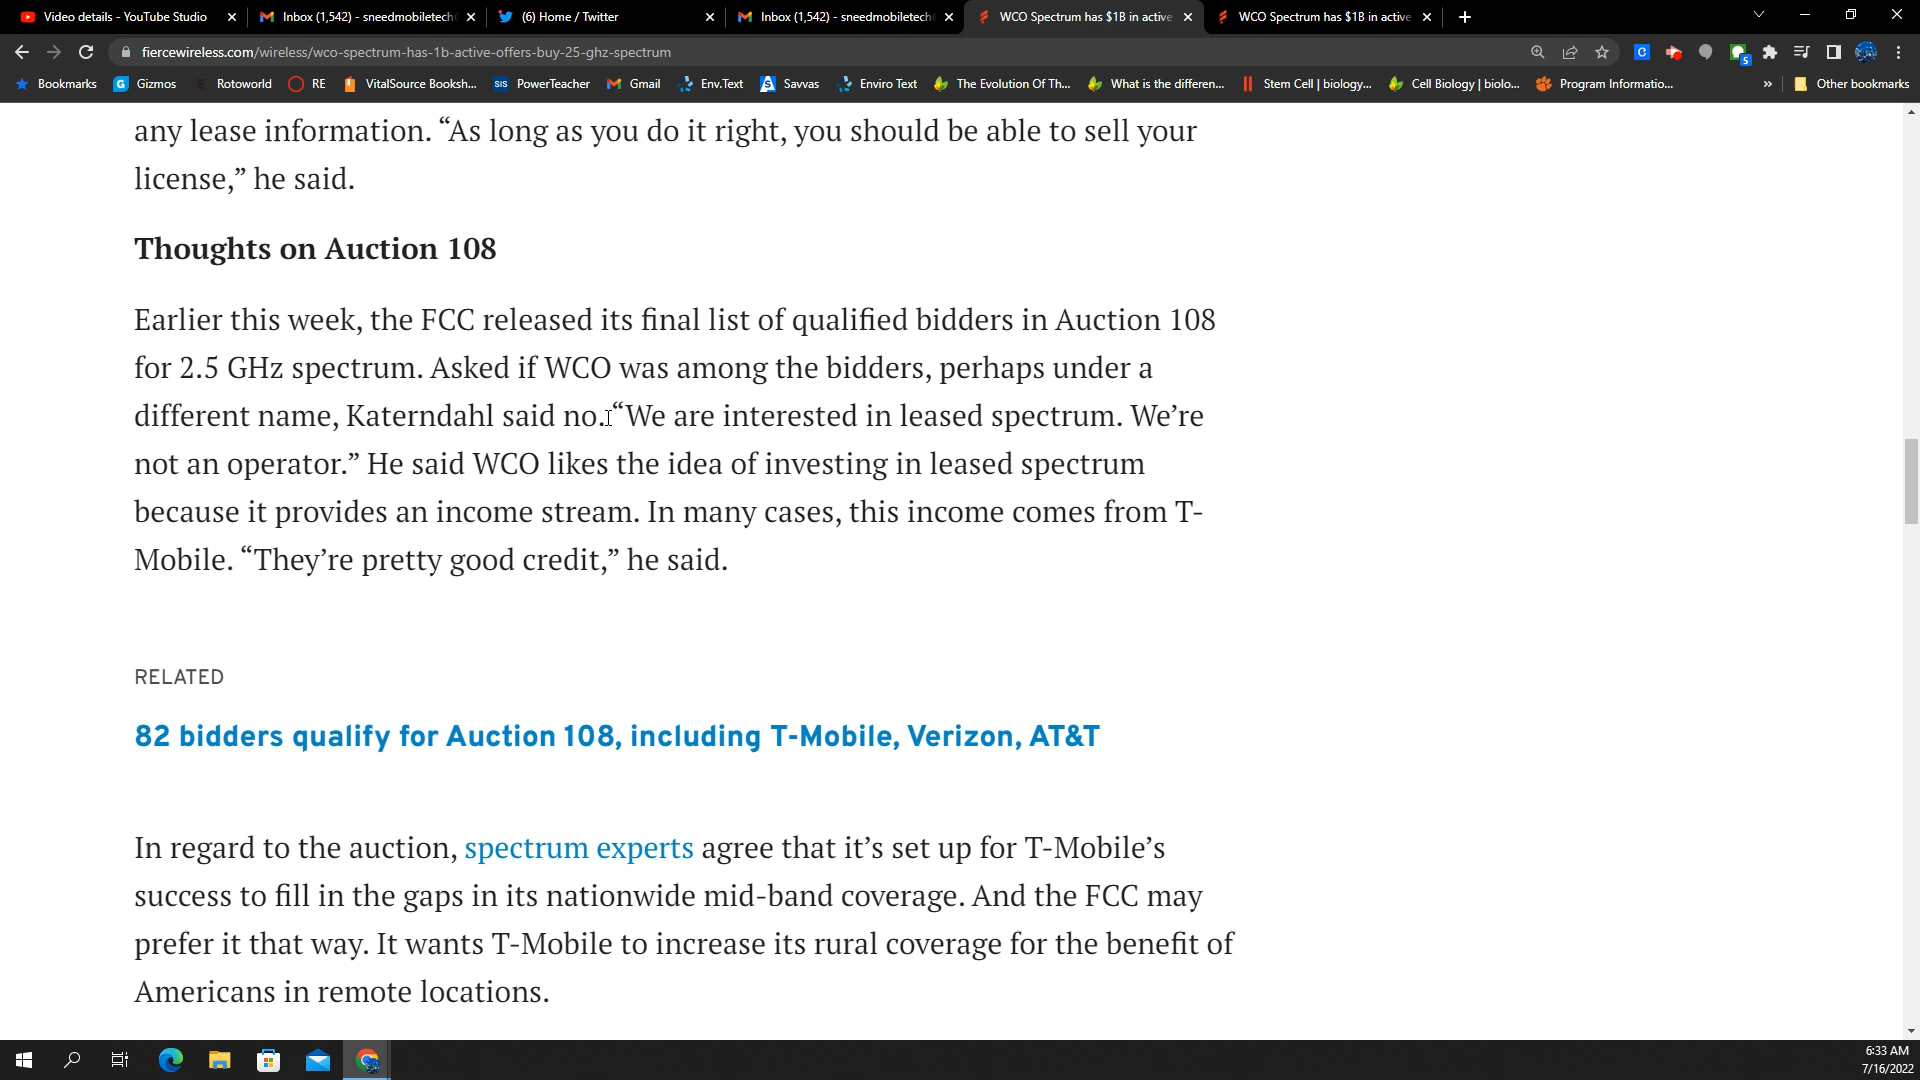 Video details - YouTube Studio
Inbox (1,542) - sneedmobiletech
(6) Home / Twitter
Inbox (1,542) - sneedmobiletech
WCO Spectrum has $1B in active
WCO Spectrum has $1B in active
fiercewireless.com/wireless/wco-spectrum-has-1b-active-offers-buy-25-ghz-spectrum
5
Bookmarks
G Gizmos
Rotoworld
RE
VitalSource Booksh...
SIS PowerTeacher
Gmail
Env.Text
S Savvas
Enviro Text
The Evolution Of Th...
What is the differen...
Stem Cell | biology...
Cell Biology | biolo...
Program Informatio...
»
Other bookmarks
any lease information. “As long as you do it right, you should be able to sell your
license,” he said.
Thoughts on Auction 108
Earlier this week, the FCC released its final list of qualified bidders in Auction 108
for 2.5 GHz spectrum. Asked if WCO was among the bidders, perhaps under a
different name, Katerndahl said no. “We are interested in leased spectrum. We’re
not an operator.” He said WCO likes the idea of investing in leased spectrum
because it provides an income stream. In many cases, this income comes from T-
Mobile. “They’re pretty good credit,” he said.
RELATED
82 bidders qualify for Auction 108, including T-Mobile, Verizon, AT&T
In regard to the auction, spectrum experts agree that it’s set up for T-Mobile’s
success to fill in the gaps in its nationwide mid-band coverage. And the FCC may
prefer it that way. It wants T-Mobile to increase its rural coverage for the benefit of
Americans in remote locations.
6:33 AM
7/16/2022